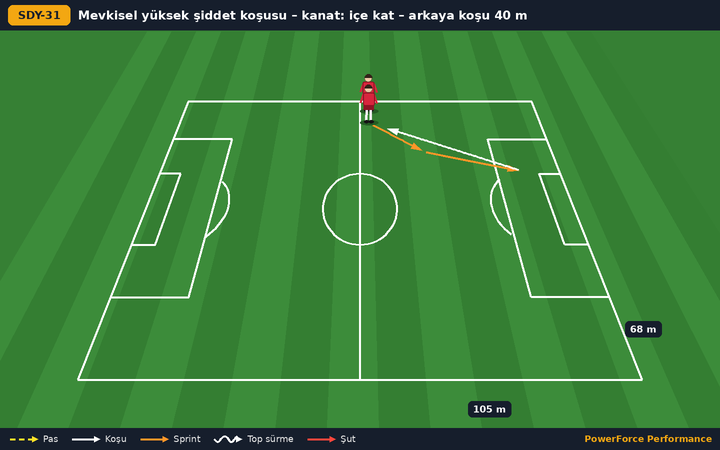 SDY-31 Mevkisel yüksek şiddet koşusu – kanat: içe kat – arkaya koşu 40 m
68 m
105 m
Pas Koşu Sprint Top sürme Şut PowerForce Performance